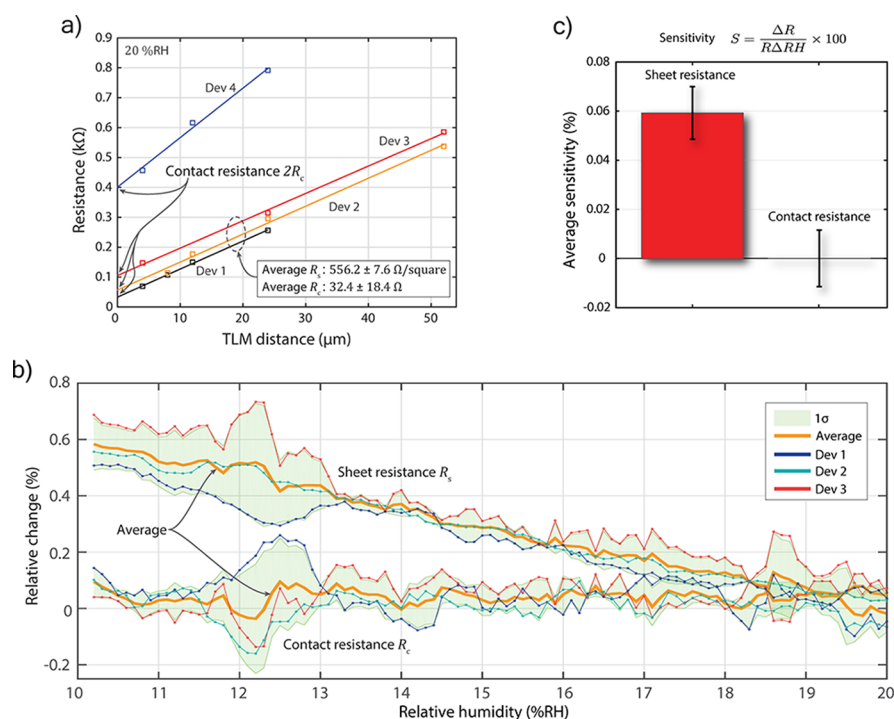 a)
20 %RH
Dev 4
Dev 3
Contact resistance 2Rc
Dev 2
Dev 1
Average Rs: 556.2 ± 7.6 Ω/square
Average Rc: 32.4 ± 18.4 Ω
0.9
0.8
0.7
0.6
0.5
0.4
0.3
0.2
0.1
0
0
10
20
30
40
50
Resistance (kΩ)
TLM distance (µm)
c)
Sensitivity S = ΔR / RΔRH × 100
Sheet resistance
Contact resistance
0.08
0.06
0.04
0.02
0
-0.02
Average sensitivity (%)
b)
0.8
0.6
0.4
0.2
0
-0.2
Relative change (%)
Sheet resistance Rs
Average
Contact resistance Rc
1σ
Average
Dev 1
Dev 2
Dev 3
10
11
12
13
14
15
16
17
18
19
20
Relative humidity (%RH)